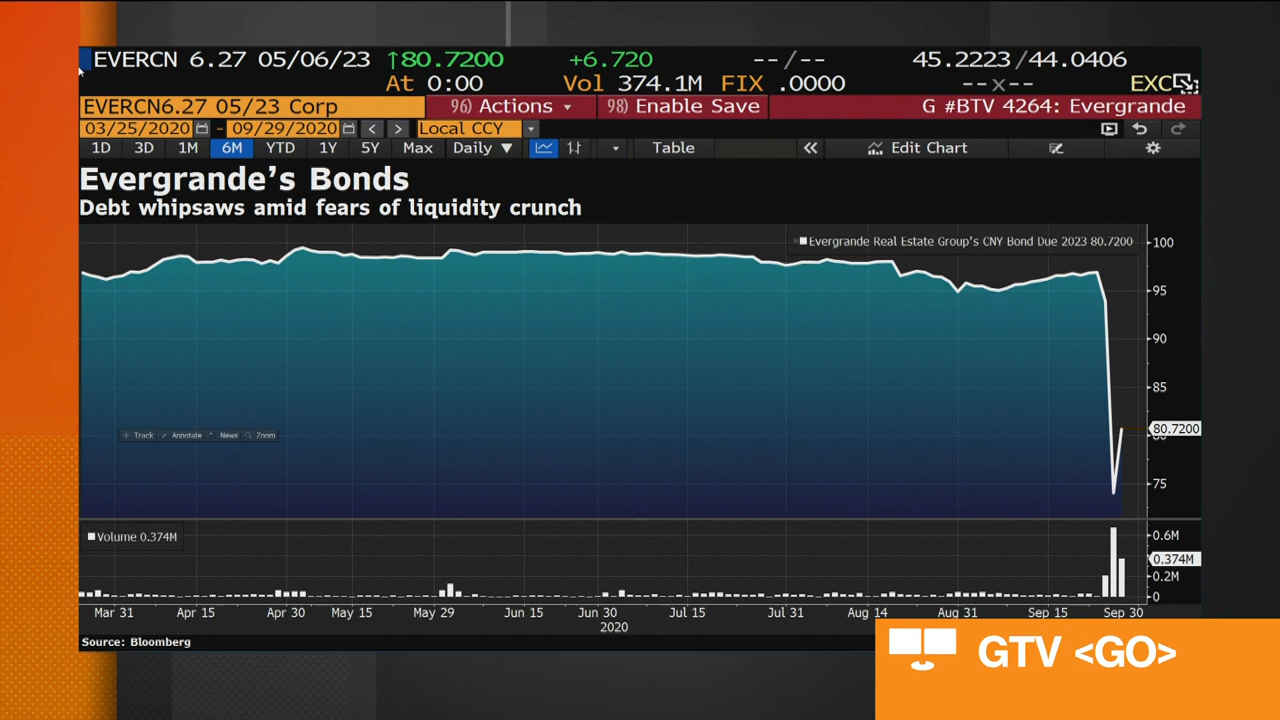 EVERCN 6.27 05/06/23 ↑80.7200 +6.720 --/-- 45.2223/44.0406
At 0:00 Vol 374.1M FIX .0000 --x-- EXC
EVERCN6.27 05/23 Corp 96) Actions 98) Enable Save G #BTV 4264: Evergrande
03/25/2020 - 09/29/2020 < > Local CCY
1D 3D 1M 6M YTD 1Y 5Y Max Daily ▼ Table « Edit Chart
Evergrande's Bonds
Debt whipsaws amid fears of liquidity crunch
Evergrande Real Estate Group's CNY Bond Due 2023 80.7200
100
95
90
85
80.7200
80
75
Track Annotate News Zoom
Volume 0.374M
0.6M
0.374M
0.2M
0
Mar 31 Apr 15 Apr 30 May 15 May 29 Jun 15 Jun 30 Jul 15 Jul 31 Aug 14 Aug 31 Sep 15 Sep 30
2020
Source: Bloomberg
GTV <GO>